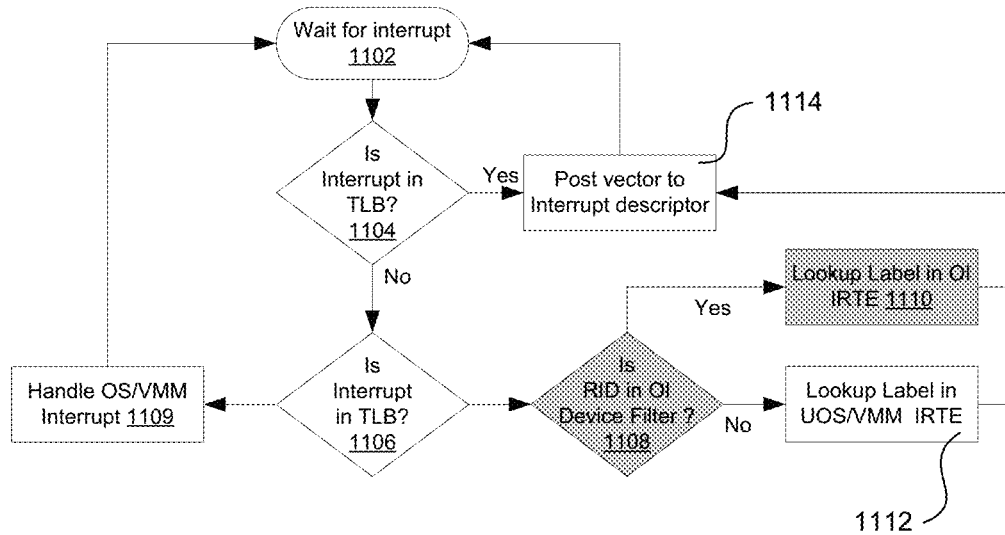 Wait for interrupt
1102
1114
Is
Interrupt in
TLB?
1104
Yes
Post vector to
Interrupt descriptor
No
Lookup Label in OI
IRTE 1110
Yes
Handle OS/VMM
Interrupt 1109
Is
Interrupt
in TLB?
1106
Is
RID in OI
Device Filter ?
1108
No
Lookup Label in
UOS/VMM IRTE
1112